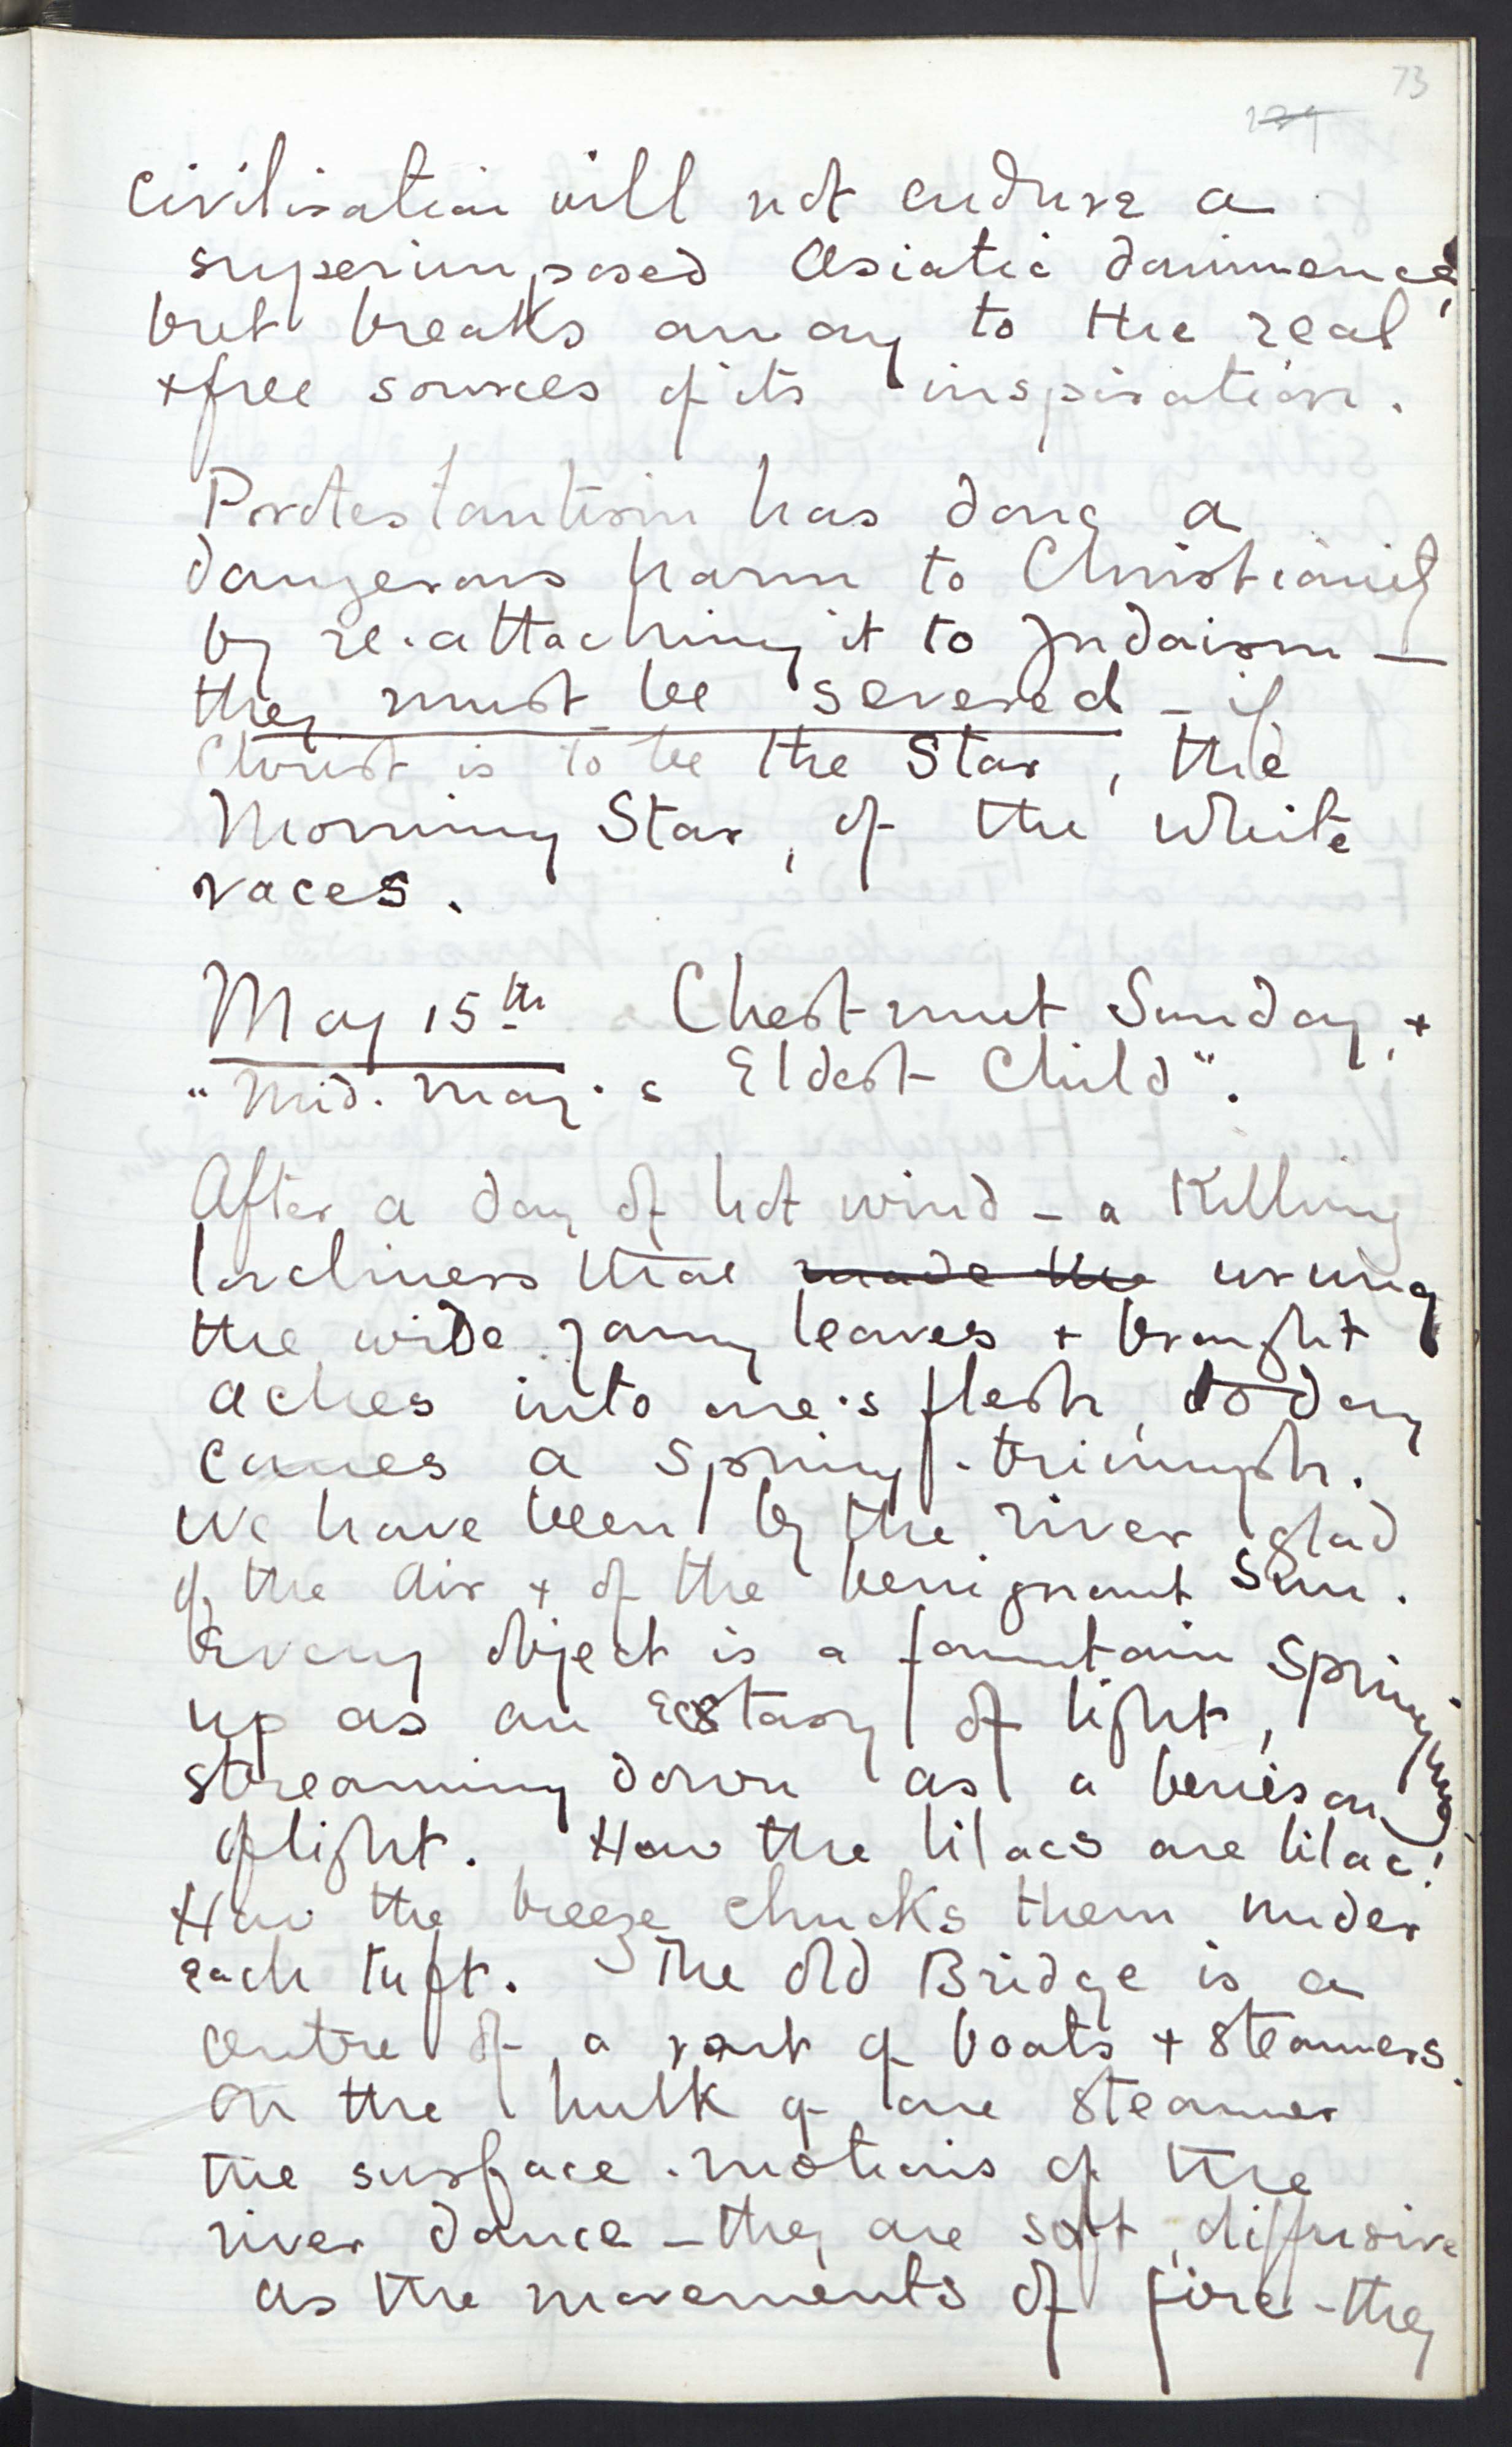 73
civilisation will not endure a
superimposed Asiatic dominence,
but breaks away to the real
+ free sources of its inspiration.
Protestantism has done a
dangerous harm to Christianity
by re-attaching it to Judaism —
they must be severed - if
Christ is to be the Star, the
Morning Star, of the white
races.
May 15th Chestnut Sunday, +
"Mid-May's Eldest Child".
After a day of hot wind - a killing
loveliness that made the wrung
the wide young leaves + brought
aches into one's flesh, to day
comes a spring-triumph.
We have been by the river glad
of the air + of the benignant Sun.
Every object is a fountain springing
up as an Ecstasy of light,
streaming down as a benison
of light. How the lilacs are lilac!
How the breeze chucks them under
each tuft. The old Bridge is a
centre of a rout of boats + steamers.
On the hulk of one steamer
the surface-motions of the
river dance - they are soft, diffusive
as the movements of fire - they